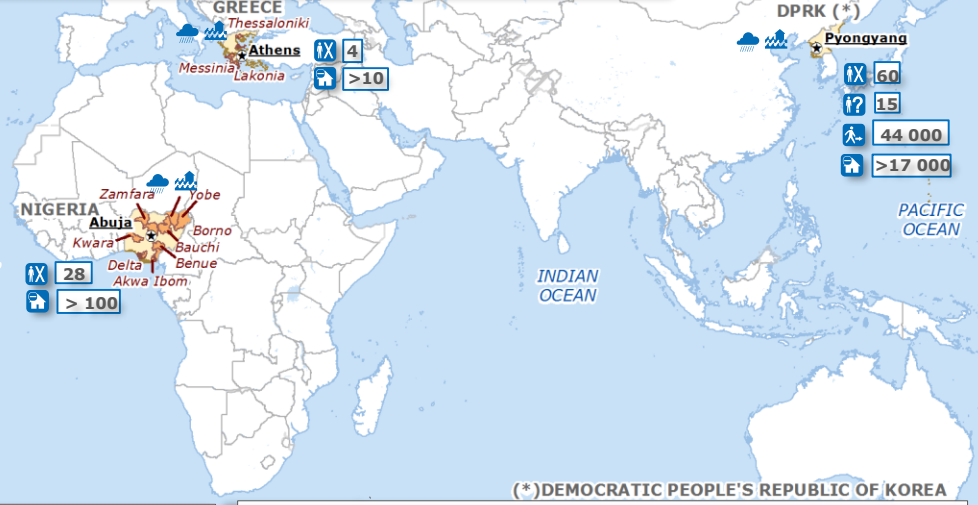 GREECE
Thessaloniki
Athens
Messinia
Lakonia
4
>10
DPRK (*)
Pyongyang
60
15
44 000
>17 000
NIGERIA
Zamfara
Yobe
Abuja
Borno
Kwara
Bauchi
Benue
Delta
Akwa Ibom
28
> 100
PACIFIC
OCEAN
INDIAN
OCEAN
(*)DEMOCRATIC PEOPLE'S REPUBLIC OF KOREA